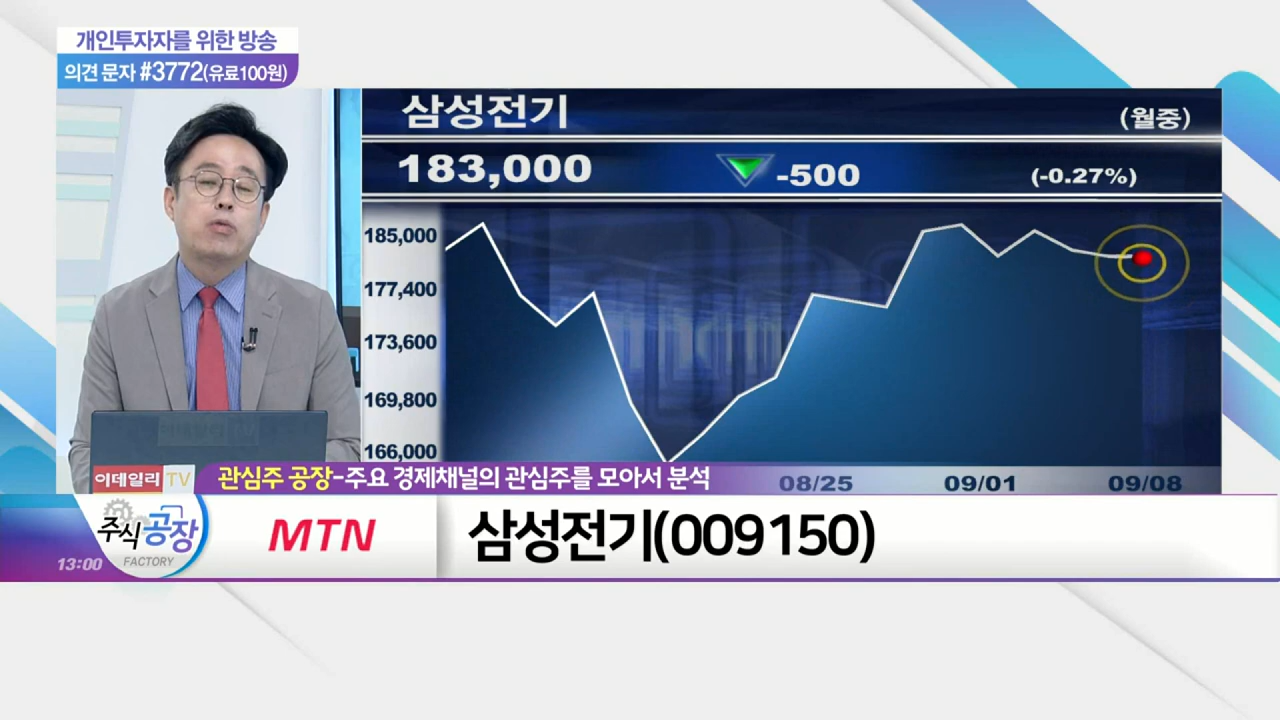 개인투자자를 위한 방송
의견 문자 #3772(유료100원)
삼성전기
(월중)
183,000
-500
(-0.27%)
185,000
177,400
173,600
169,800
166,000
08/25
09/01
09/08
이데일리 TV
관심주 공장-주요 경제채널의 관심주를 모아서 분석
주식공장
FACTORY
13:00
MTN
삼성전기(009150)